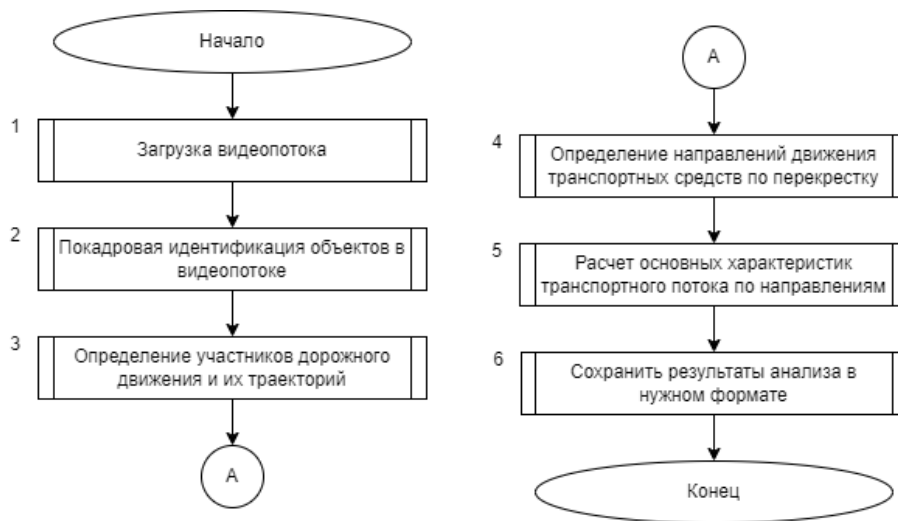 Начало
1
Загрузка видеопотока
2
Покадровая идентификация объектов в
видеопотоке
3
Определение участников дорожного
движения и их траекторий
А
А
4
Определение направлений движения
транспортных средств по перекрестку
5
Расчет основных характеристик
транспортного потока по направлениям
6
Сохранить результаты анализа в
нужном формате
Конец